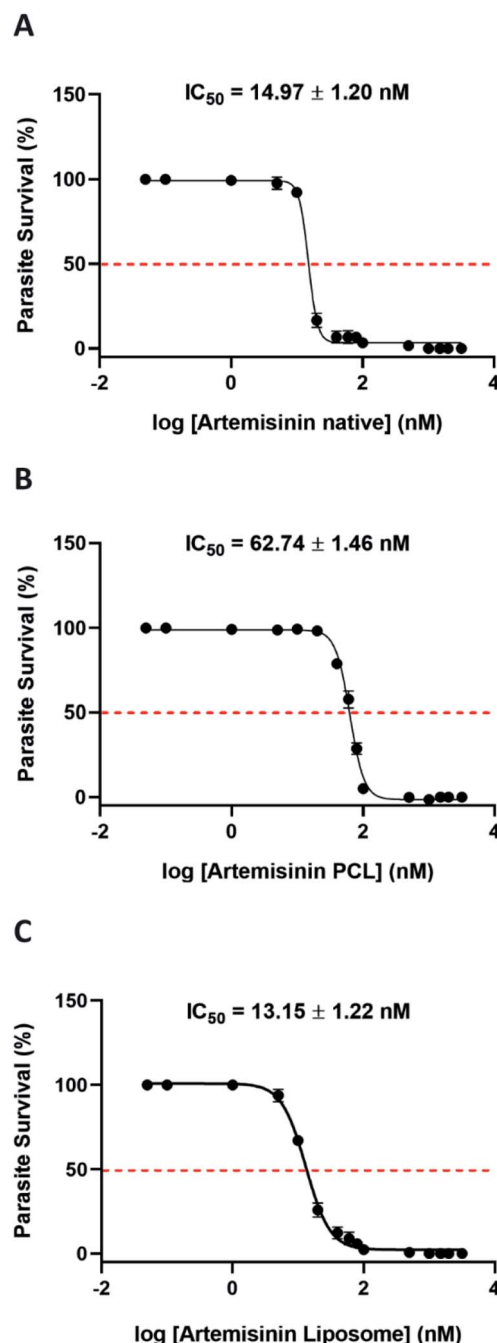 A
IC50 = 14.97 ± 1.20 nM
150
100
50
0
Parasite Survival (%)
-2
0
2
4
log [Artemisinin native] (nM)
B
IC50 = 62.74 ± 1.46 nM
150
100
50
0
Parasite Survival (%)
-2
0
2
4
log [Artemisinin PCL] (nM)
C
IC50 = 13.15 ± 1.22 nM
150
100
50
0
Parasite Survival (%)
-2
0
2
4
log [Artemisinin Liposome] (nM)